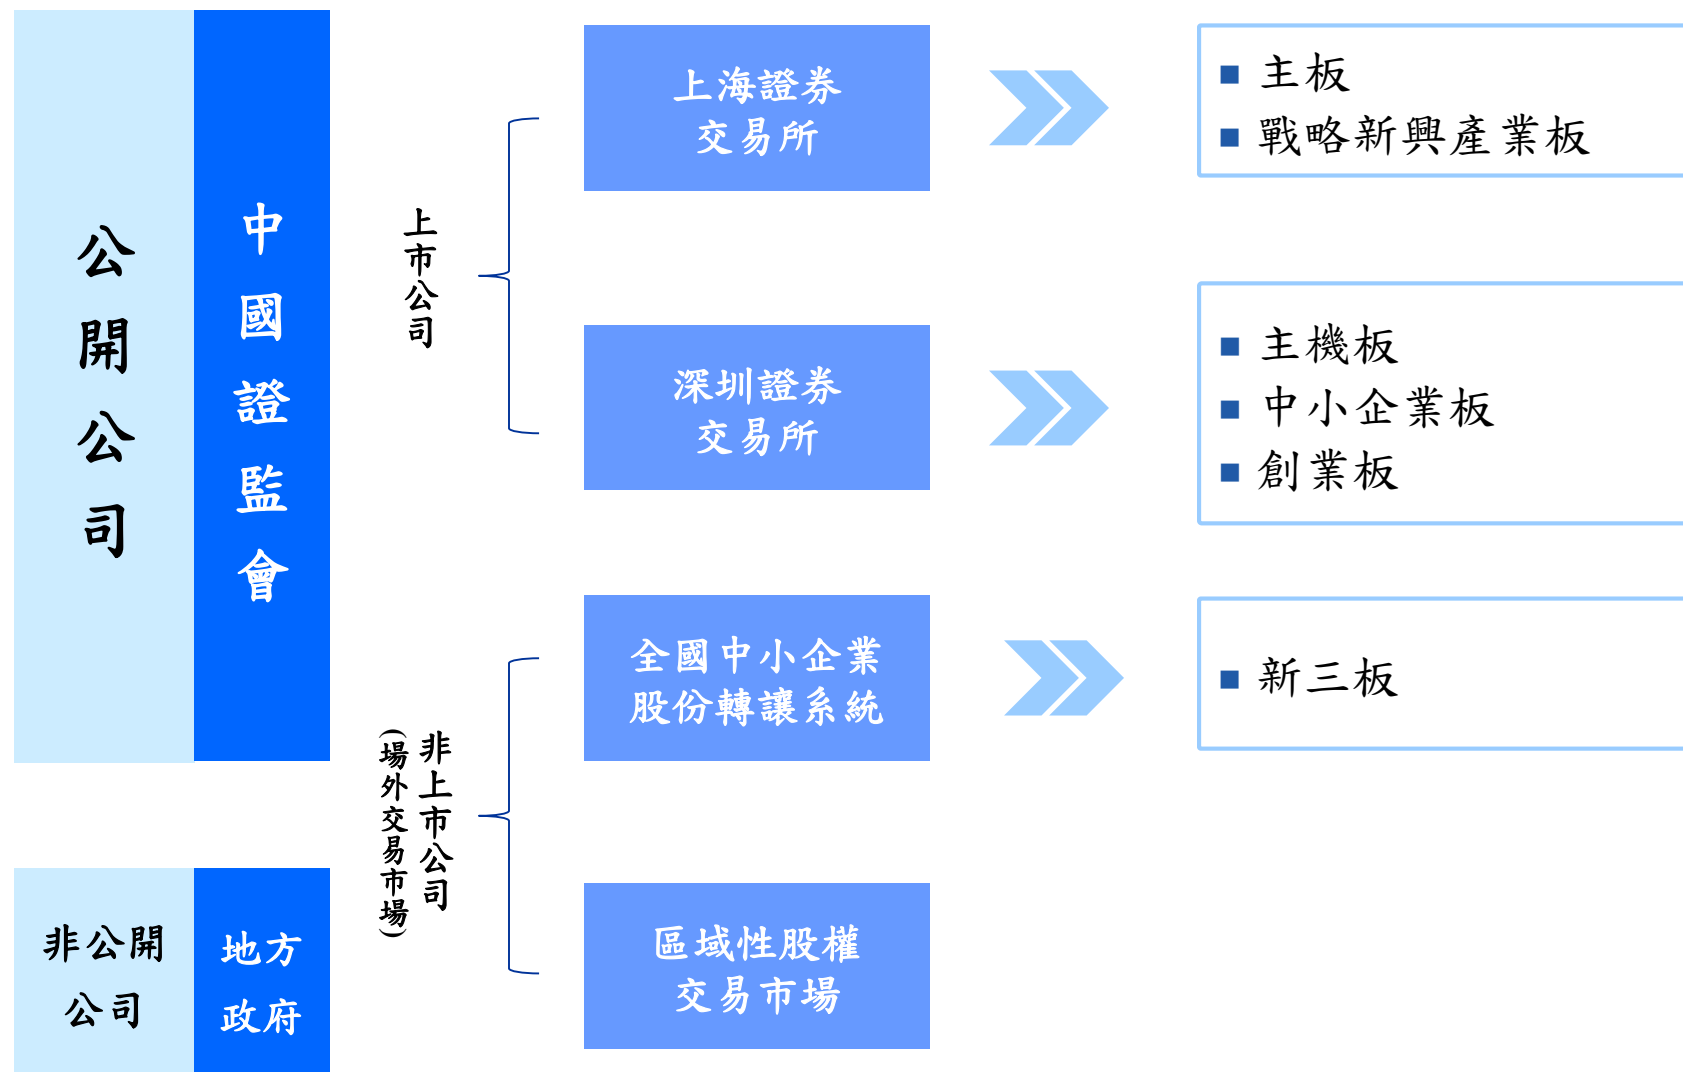 公開公司
中國證監會
上市公司
上海證券
交易所
主板
戰略新興產業板
深圳證券
交易所
主機板
中小企業板
創業板
非上市公司
(場外交易市場)
全國中小企業
股份轉讓系統
新三板
非公開
公司
地方
政府
區域性股權
交易市場